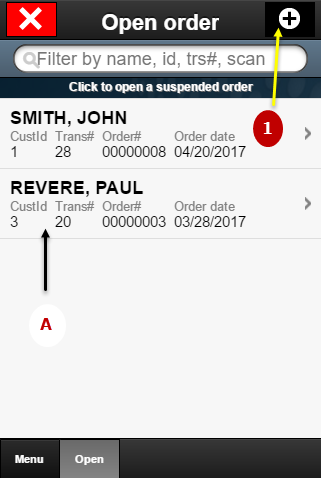 Open order
Filter by name, id, trs#, scan
Click to open a suspended order
SMITH, JOHN
CustId Trans# Order# Order date
1 28 00000008 04/20/2017
1
REVERE, PAUL
CustId Trans# Order# Order date
3 20 00000003 03/28/2017
A
Menu Open